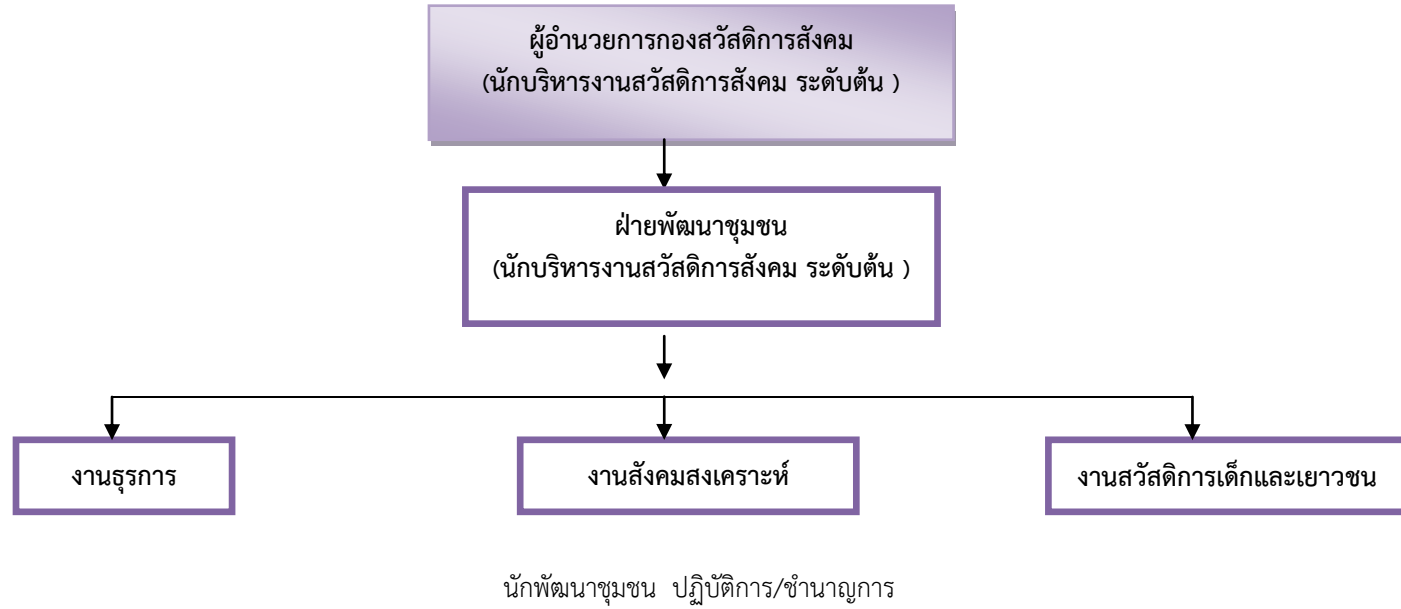 ผู้อำนวยการกองสวัสดิการสังคม
(นักบริหารงานสวัสดิการสังคม ระดับต้น )
ฝ่ายพัฒนาชุมชน
(นักบริหารงานสวัสดิการสังคม ระดับต้น )
งานธุรการ
งานสังคมสงเคราะห์
งานสวัสดิการเด็กและเยาวชน
นักพัฒนาชุมชน ปฏิบัติการ/ชำนาญการ